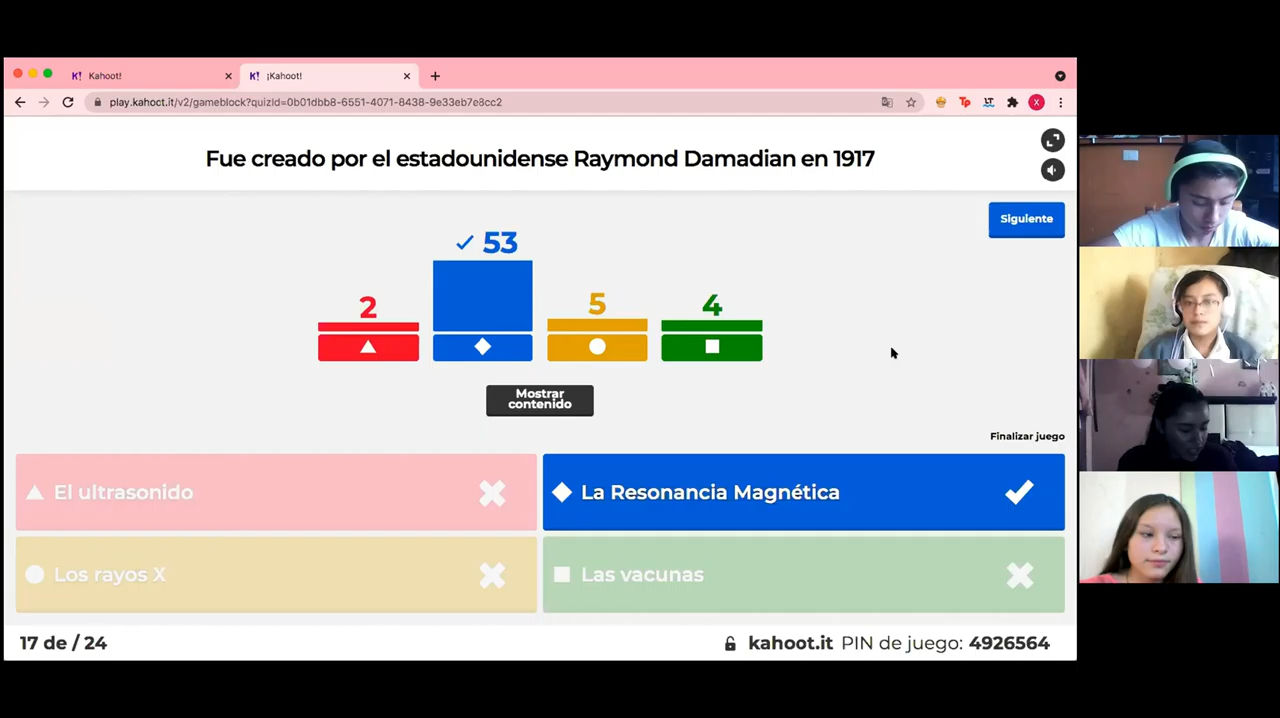 K! Kahoot!
K! ¡Kahoot!
play.kahoot.it/v2/gameblock?quizId=0b01dbb8-6551-4071-8438-9e33eb7e8cc2
Tp
LT
X
Fue creado por el estadounidense Raymond Damadian en 1917
Siguiente
2
53
5
4
Mostrar
contenido
Finalizar juego
El ultrasonido
La Resonancia Magnética
Los rayos X
Las vacunas
17 de / 24
kahoot.it PIN de juego: 4926564